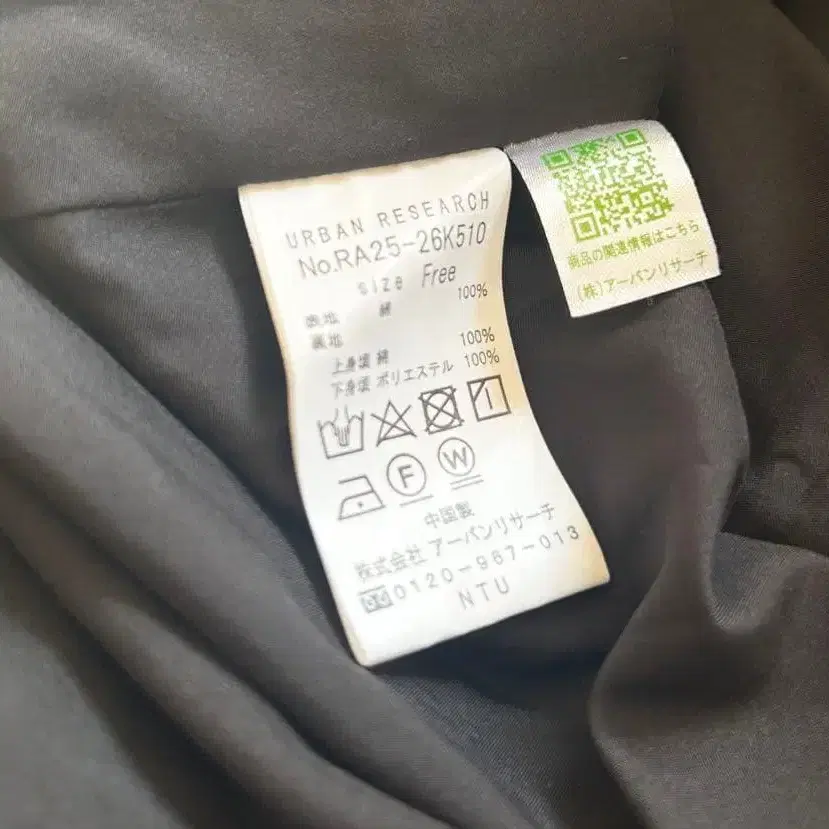 URBAN RESEARCH
No.RA25-26K510
size Free
表地 綿 100%
裏地
上身頃 綿 100%
下身頃 ポリエステル 100%
F W
中国製
株式会社 アーバンリサーチ
0120-967-013
NTU
商品の関連情報はこちら
(株)アーバンリサーチ